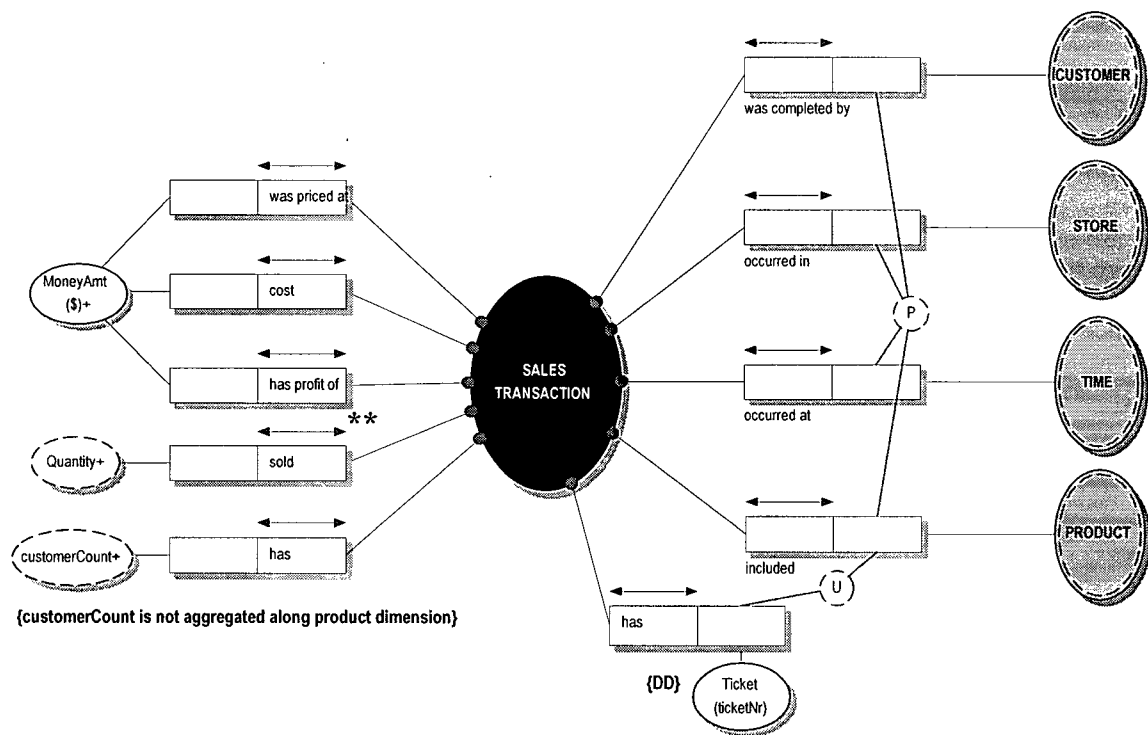 was completed by
CUSTOMER
was priced at
occurred in
STORE
MoneyAmt
($)+
cost
P
SALES
TRANSACTION
has profit of
occurred at
TIME
**
Quantity+
sold
customerCount+
has
included
PRODUCT
U
{customerCount is not aggregated along product dimension}
has
{DD}
Ticket
(ticketNr)